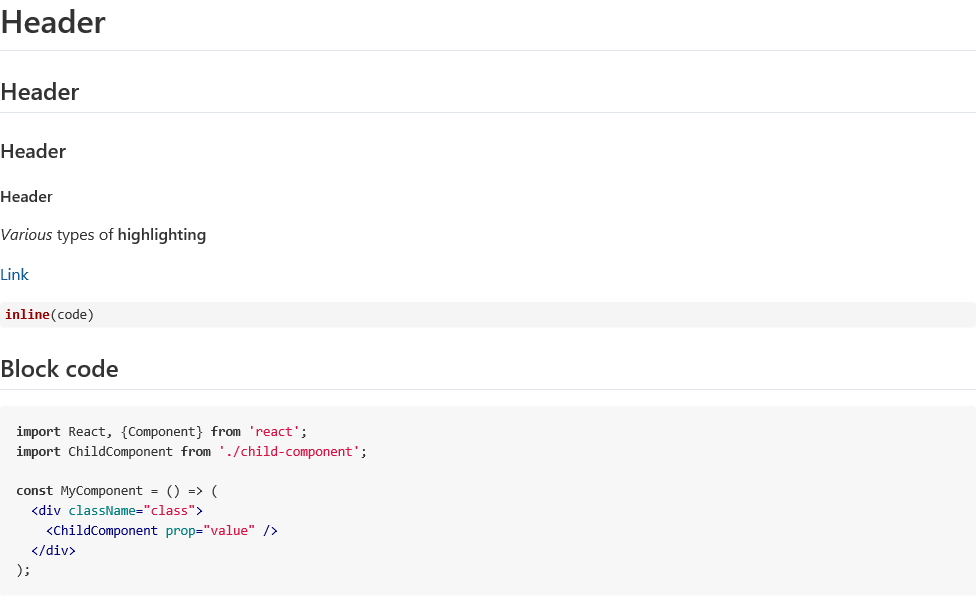 Header
Header
Header
Header
Various types of highlighting
Link
inline(code)
Block code
import React, {Component} from 'react';
import ChildComponent from './child-component';
const MyComponent = () => (
  <div className="class">
    <ChildComponent prop="value" />
  </div>
);